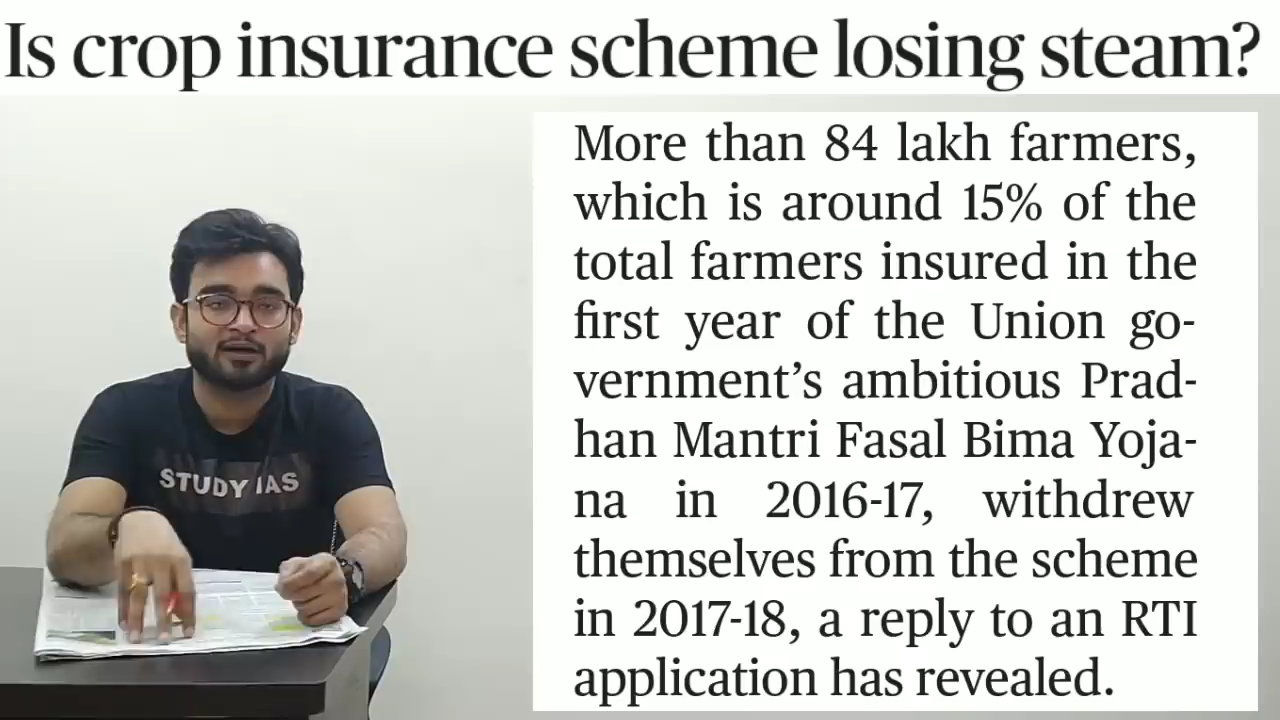 Is crop insurance scheme losing steam?
More than 84 lakh farmers,
which is around 15% of the
total farmers insured in the
first year of the Union go-
vernment’s ambitious Prad-
han Mantri Fasal Bima Yoja-
na in 2016-17, withdrew
themselves from the scheme
in 2017-18, a reply to an RTI
application has revealed.
STUDY IAS